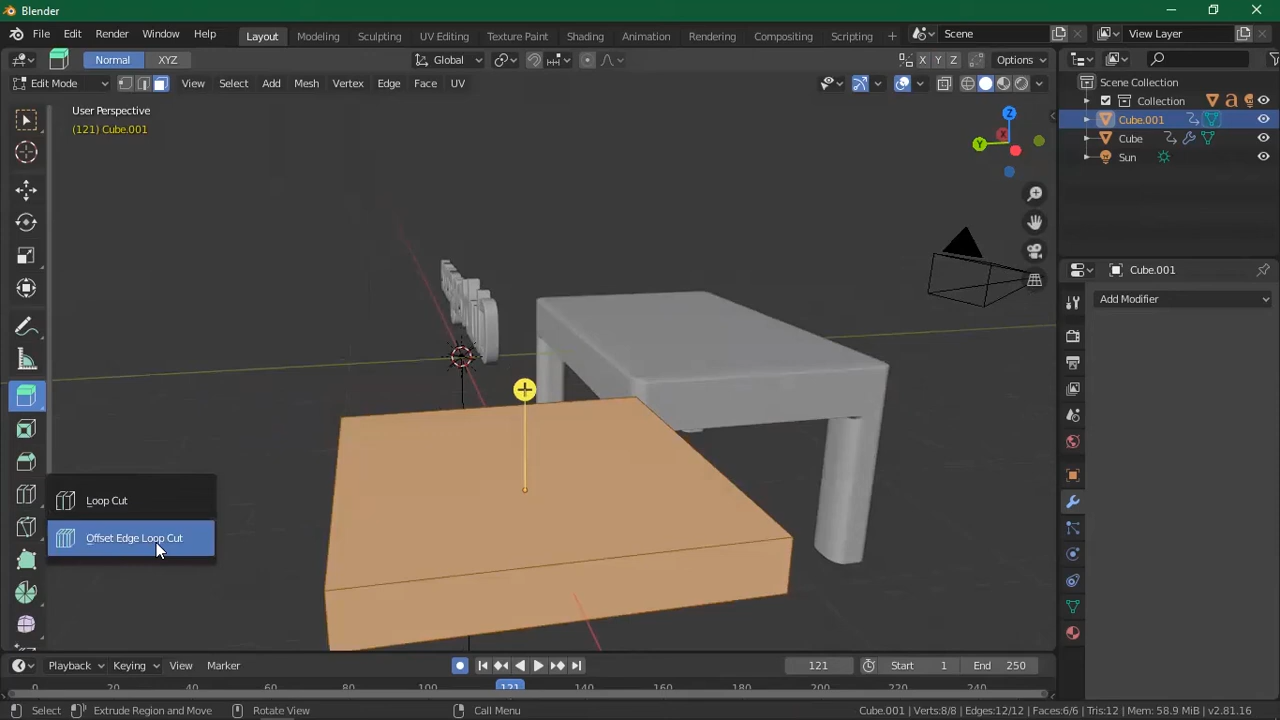 Blender
File Edit Render Window Help Layout Modeling Sculpting UV Editing Texture Paint Shading Animation Rendering Compositing Scripting + Scene View Layer
Normal XYZ Global X Y Z Options
Edit Mode View Select Add Mesh Vertex Edge Face UV
User Perspective
(121) Cube.001
Z
X
Y
Scene Collection
Collection
Cube.001
Cube
Sun
Cube.001
Add Modifier
Loop Cut
Offset Edge Loop Cut
Playback Keying View Marker 121 Start 1 End 250
0 20 40 60 80 100 121 140 160 180 200 220 240
Select Extrude Region and Move Rotate View Call Menu Cube.001 | Verts:8/8 | Edges:12/12 | Faces:6/6 | Tris:12 | Mem: 58.9 MiB | v2.81.16